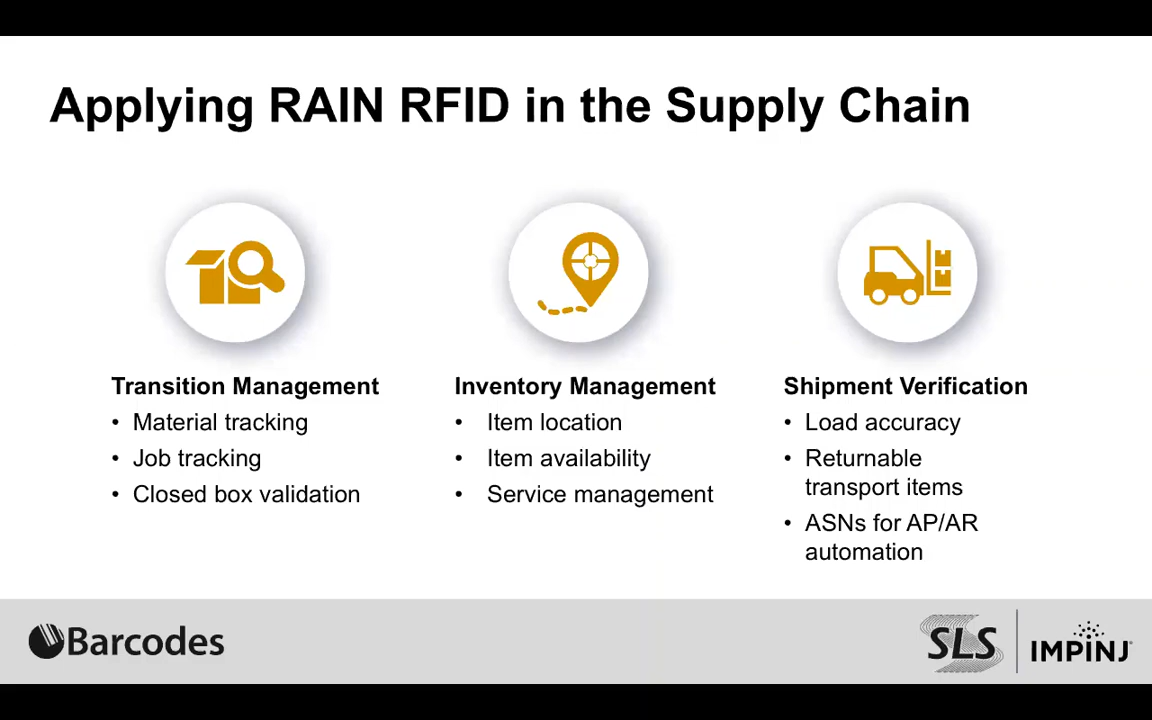 Applying RAIN RFID in the Supply Chain
Transition Management
• Material tracking
• Job tracking
• Closed box validation
Inventory Management
• Item location
• Item availability
• Service management
Shipment Verification
• Load accuracy
• Returnable
transport items
• ASNs for AP/AR
automation
Barcodes
SLS
IMPINJ